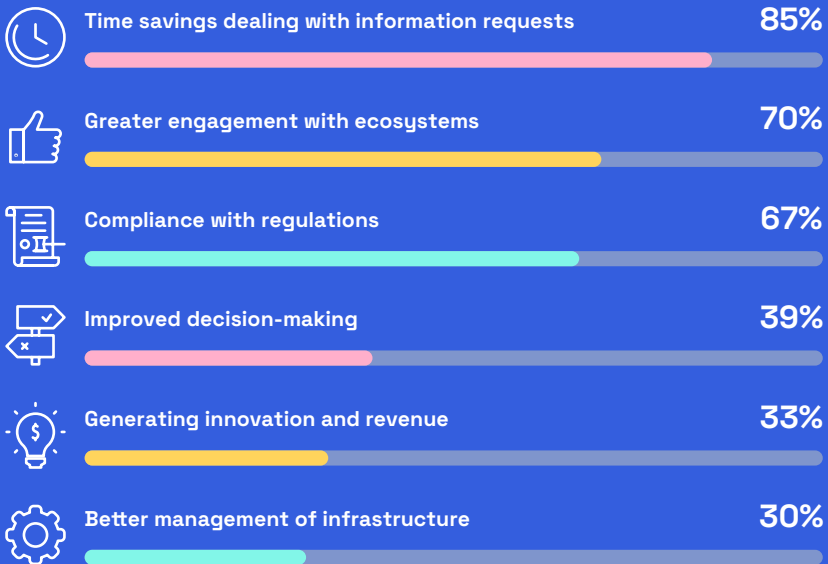 Time savings dealing with information requests 85%
Greater engagement with ecosystems 70%
Compliance with regulations 67%
Improved decision-making 39%
Generating innovation and revenue 33%
$
Better management of infrastructure 30%